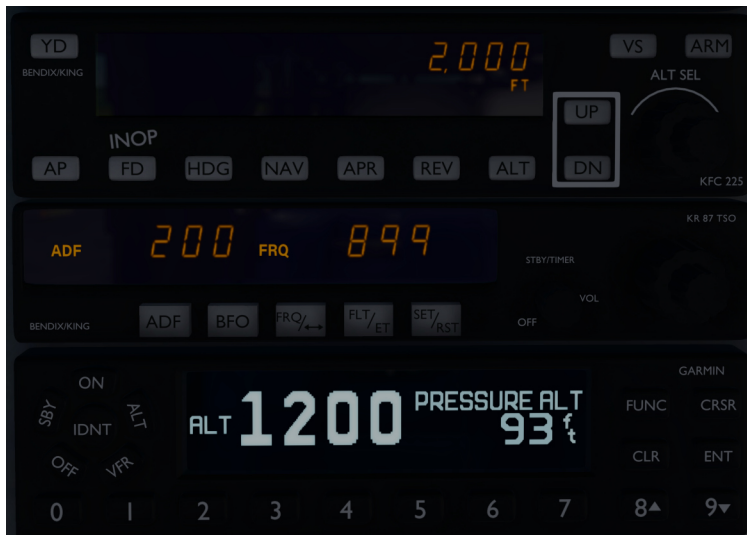 YD
2,000
VS
ARM
BENDIX/KING
FT
ALT SEL
UP
INOP
AP
FD
HDG
NAV
APR
REV
ALT
DN
KFC 225
KR 87 TSO
ADF
200
FRQ
899
STBY/TIMER
VOL
BENDIX/KING
ADF
BFO
FRQ/↔
FLT/ET
SET/RST
OFF
GARMIN
ON
SBY
ALT
IDNT
OFF
VFR
ALT
1200
PRESSURE ALT
93 ft
FUNC
CRSR
CLR
ENT
0
1
2
3
4
5
6
7
8▲
9▼